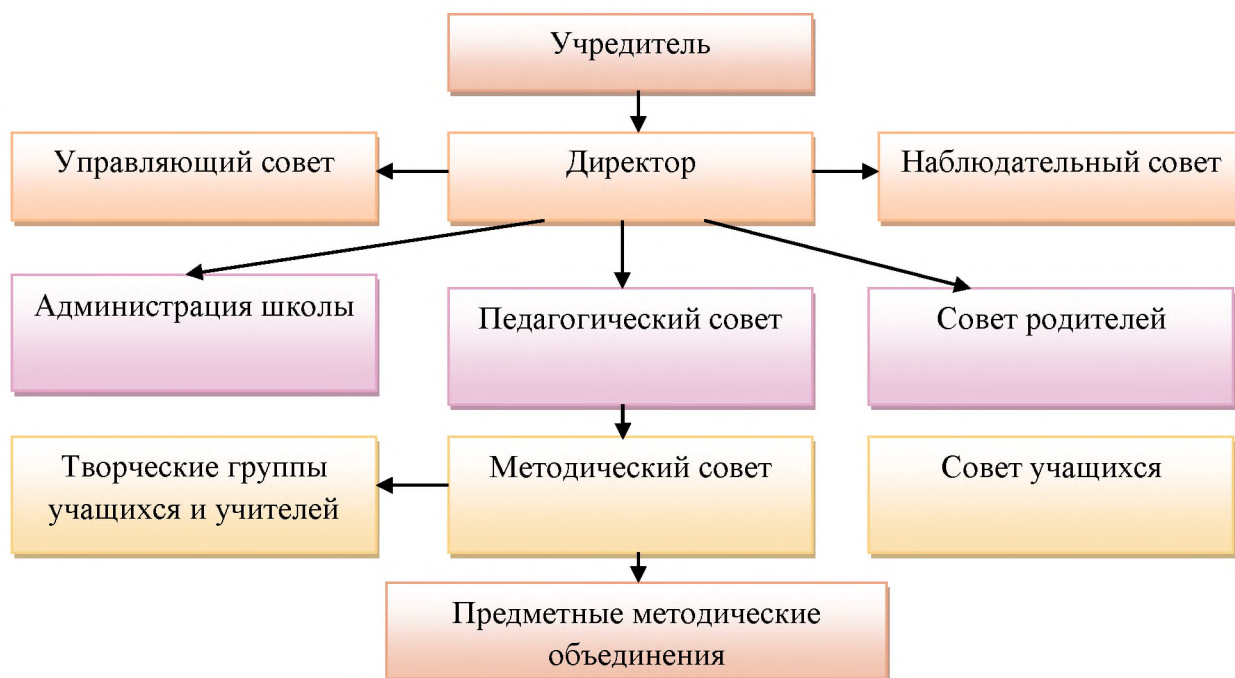 Учредитель
Управляющий совет
Директор
Наблюдательный совет
Администрация школы
Педагогический совет
Совет родителей
Творческие группы
учащихся и учителей
Методический совет
Совет учащихся
Предметные методические
объединения